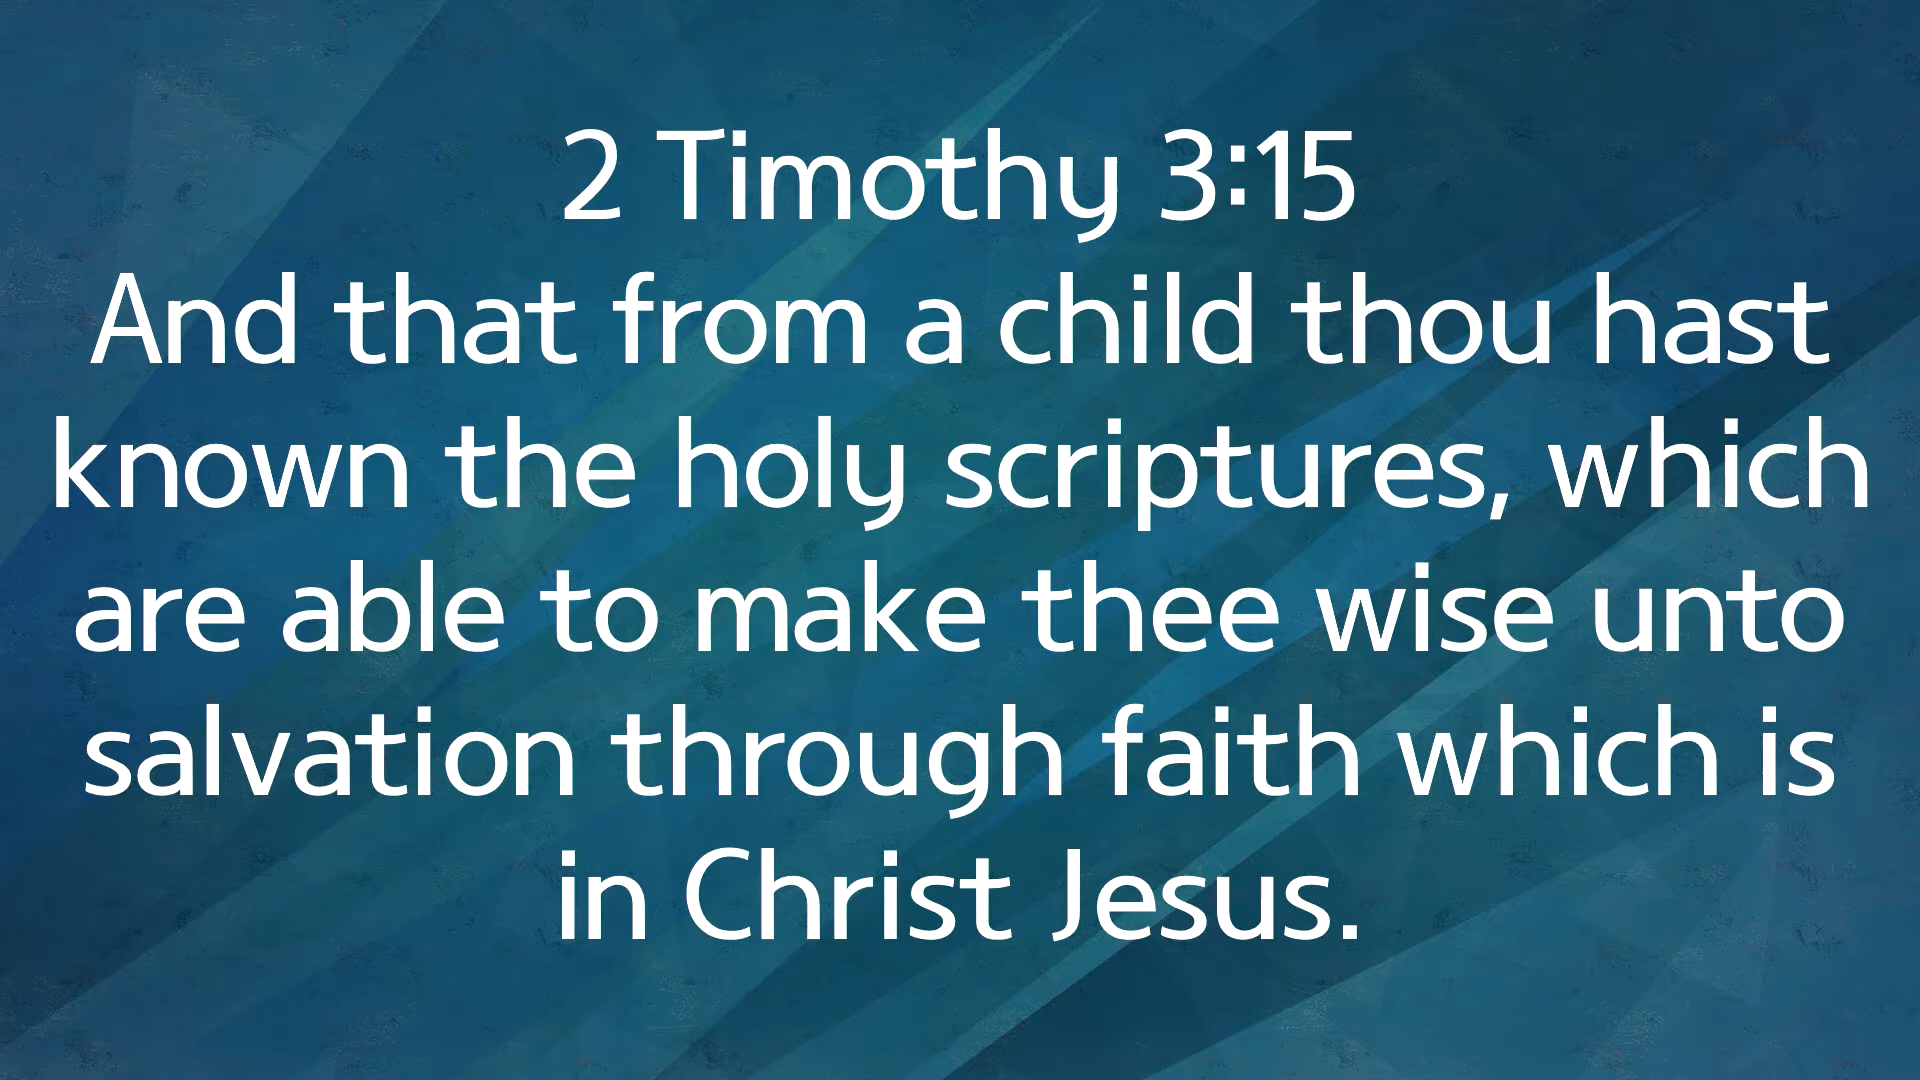 2 Timothy 3:15
And that from a child thou hast
known the holy scriptures, which
are able to make thee wise unto
salvation through faith which is
in Christ Jesus.